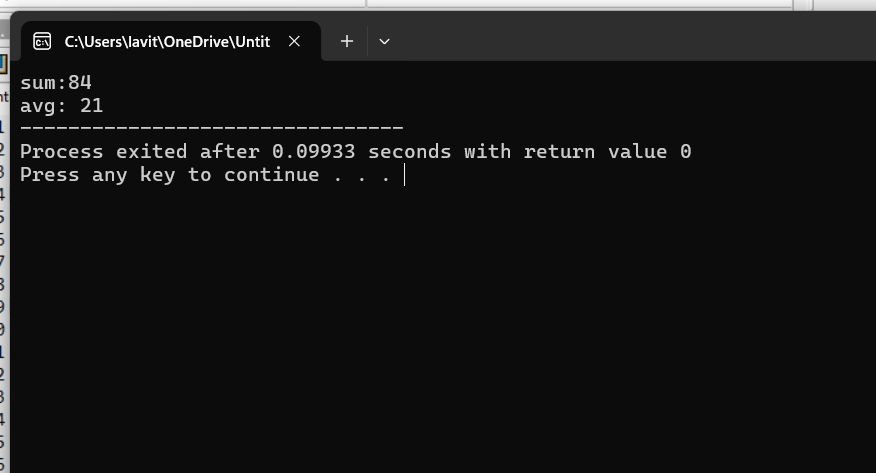 C:\Users\lavit\OneDrive\Untit
sum:84
avg: 21
--------------------------------
Process exited after 0.09933 seconds with return value 0
Press any key to continue . . .